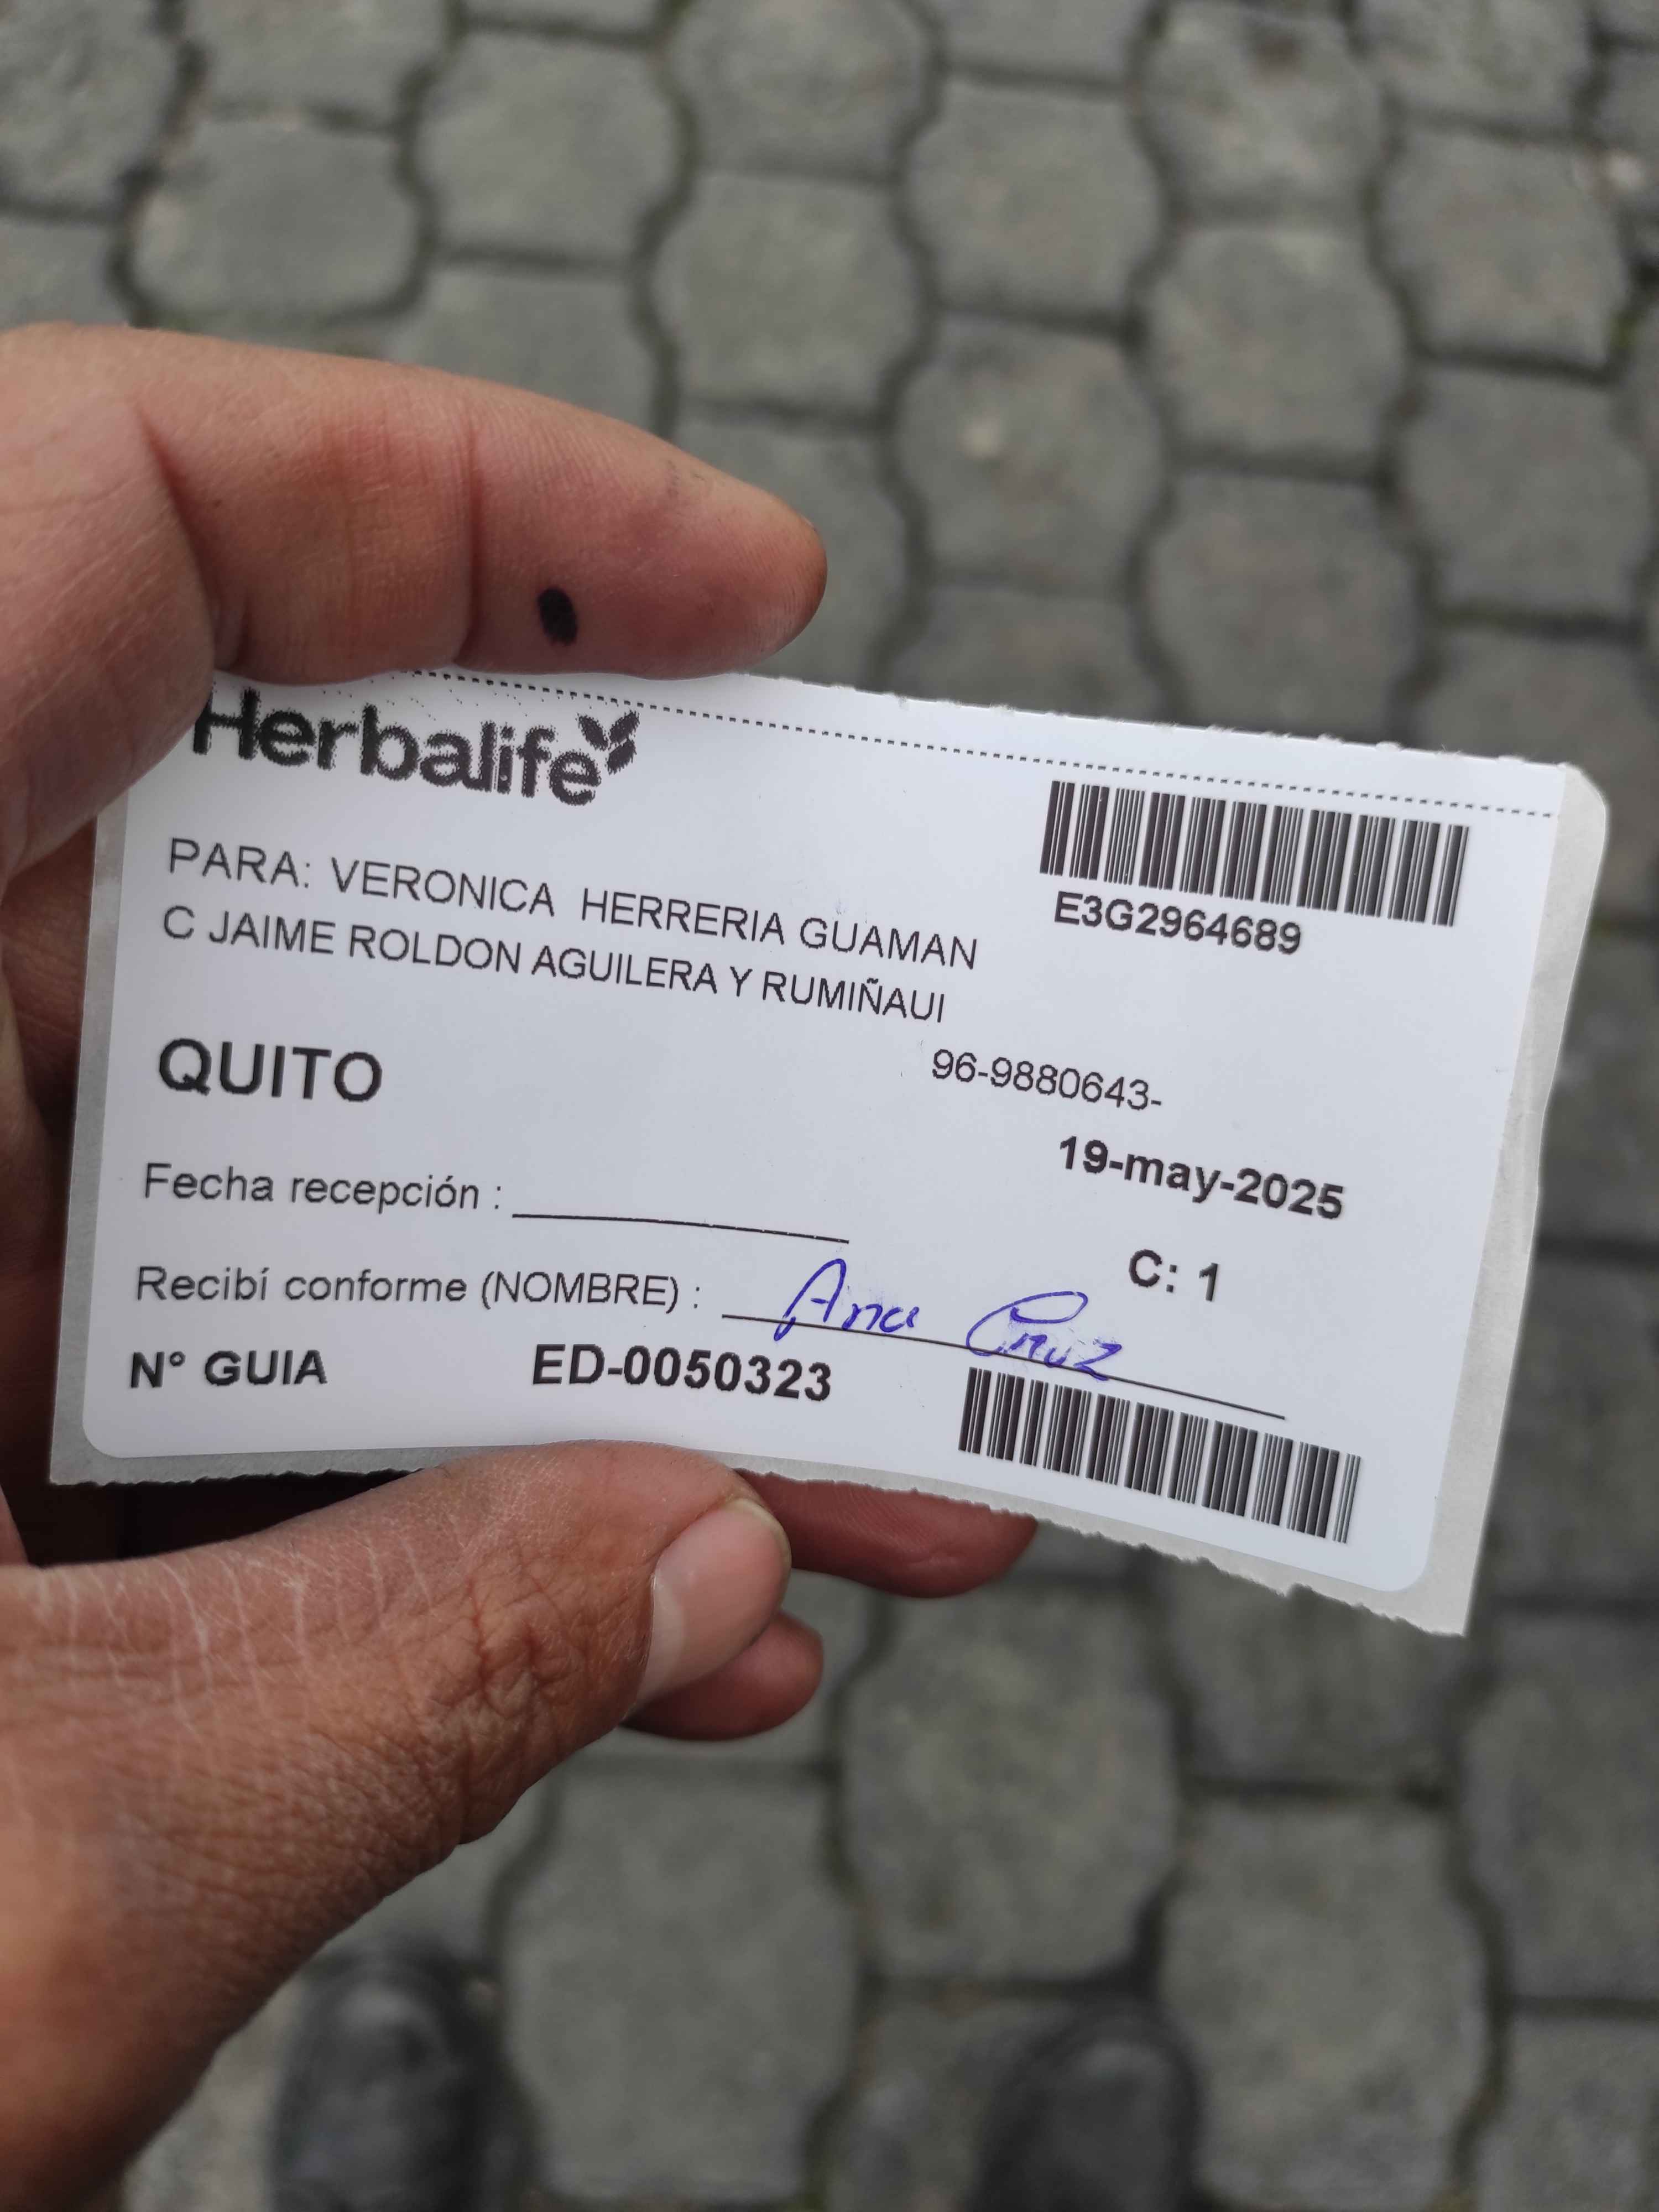 Herbalife
E3G2964689
PARA: VERONICA HERRERIA GUAMAN
C JAIME ROLDON AGUILERA Y RUMIÑAUI
QUITO
96-9880643-
19-may-2025
Fecha recepción :
C: 1
Recibí conforme (NOMBRE) : Ana Cruz
N° GUIA ED-0050323